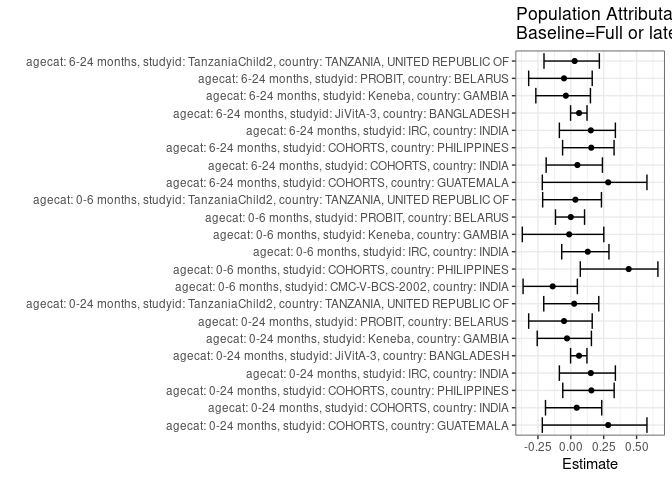 Population Attributa
Baseline=Full or late
agecat: 6-24 months, studyid: TanzaniaChild2, country: TANZANIA, UNITED REPUBLIC OF
agecat: 6-24 months, studyid: PROBIT, country: BELARUS
agecat: 6-24 months, studyid: Keneba, country: GAMBIA
agecat: 6-24 months, studyid: JiVitA-3, country: BANGLADESH
agecat: 6-24 months, studyid: IRC, country: INDIA
agecat: 6-24 months, studyid: COHORTS, country: PHILIPPINES
agecat: 6-24 months, studyid: COHORTS, country: INDIA
agecat: 6-24 months, studyid: COHORTS, country: GUATEMALA
agecat: 0-6 months, studyid: TanzaniaChild2, country: TANZANIA, UNITED REPUBLIC OF
agecat: 0-6 months, studyid: PROBIT, country: BELARUS
agecat: 0-6 months, studyid: Keneba, country: GAMBIA
agecat: 0-6 months, studyid: IRC, country: INDIA
agecat: 0-6 months, studyid: COHORTS, country: PHILIPPINES
agecat: 0-6 months, studyid: CMC-V-BCS-2002, country: INDIA
agecat: 0-24 months, studyid: TanzaniaChild2, country: TANZANIA, UNITED REPUBLIC OF
agecat: 0-24 months, studyid: PROBIT, country: BELARUS
agecat: 0-24 months, studyid: Keneba, country: GAMBIA
agecat: 0-24 months, studyid: JiVitA-3, country: BANGLADESH
agecat: 0-24 months, studyid: IRC, country: INDIA
agecat: 0-24 months, studyid: COHORTS, country: PHILIPPINES
agecat: 0-24 months, studyid: COHORTS, country: INDIA
agecat: 0-24 months, studyid: COHORTS, country: GUATEMALA
-0.25 0.00 0.25 0.50
Estimate